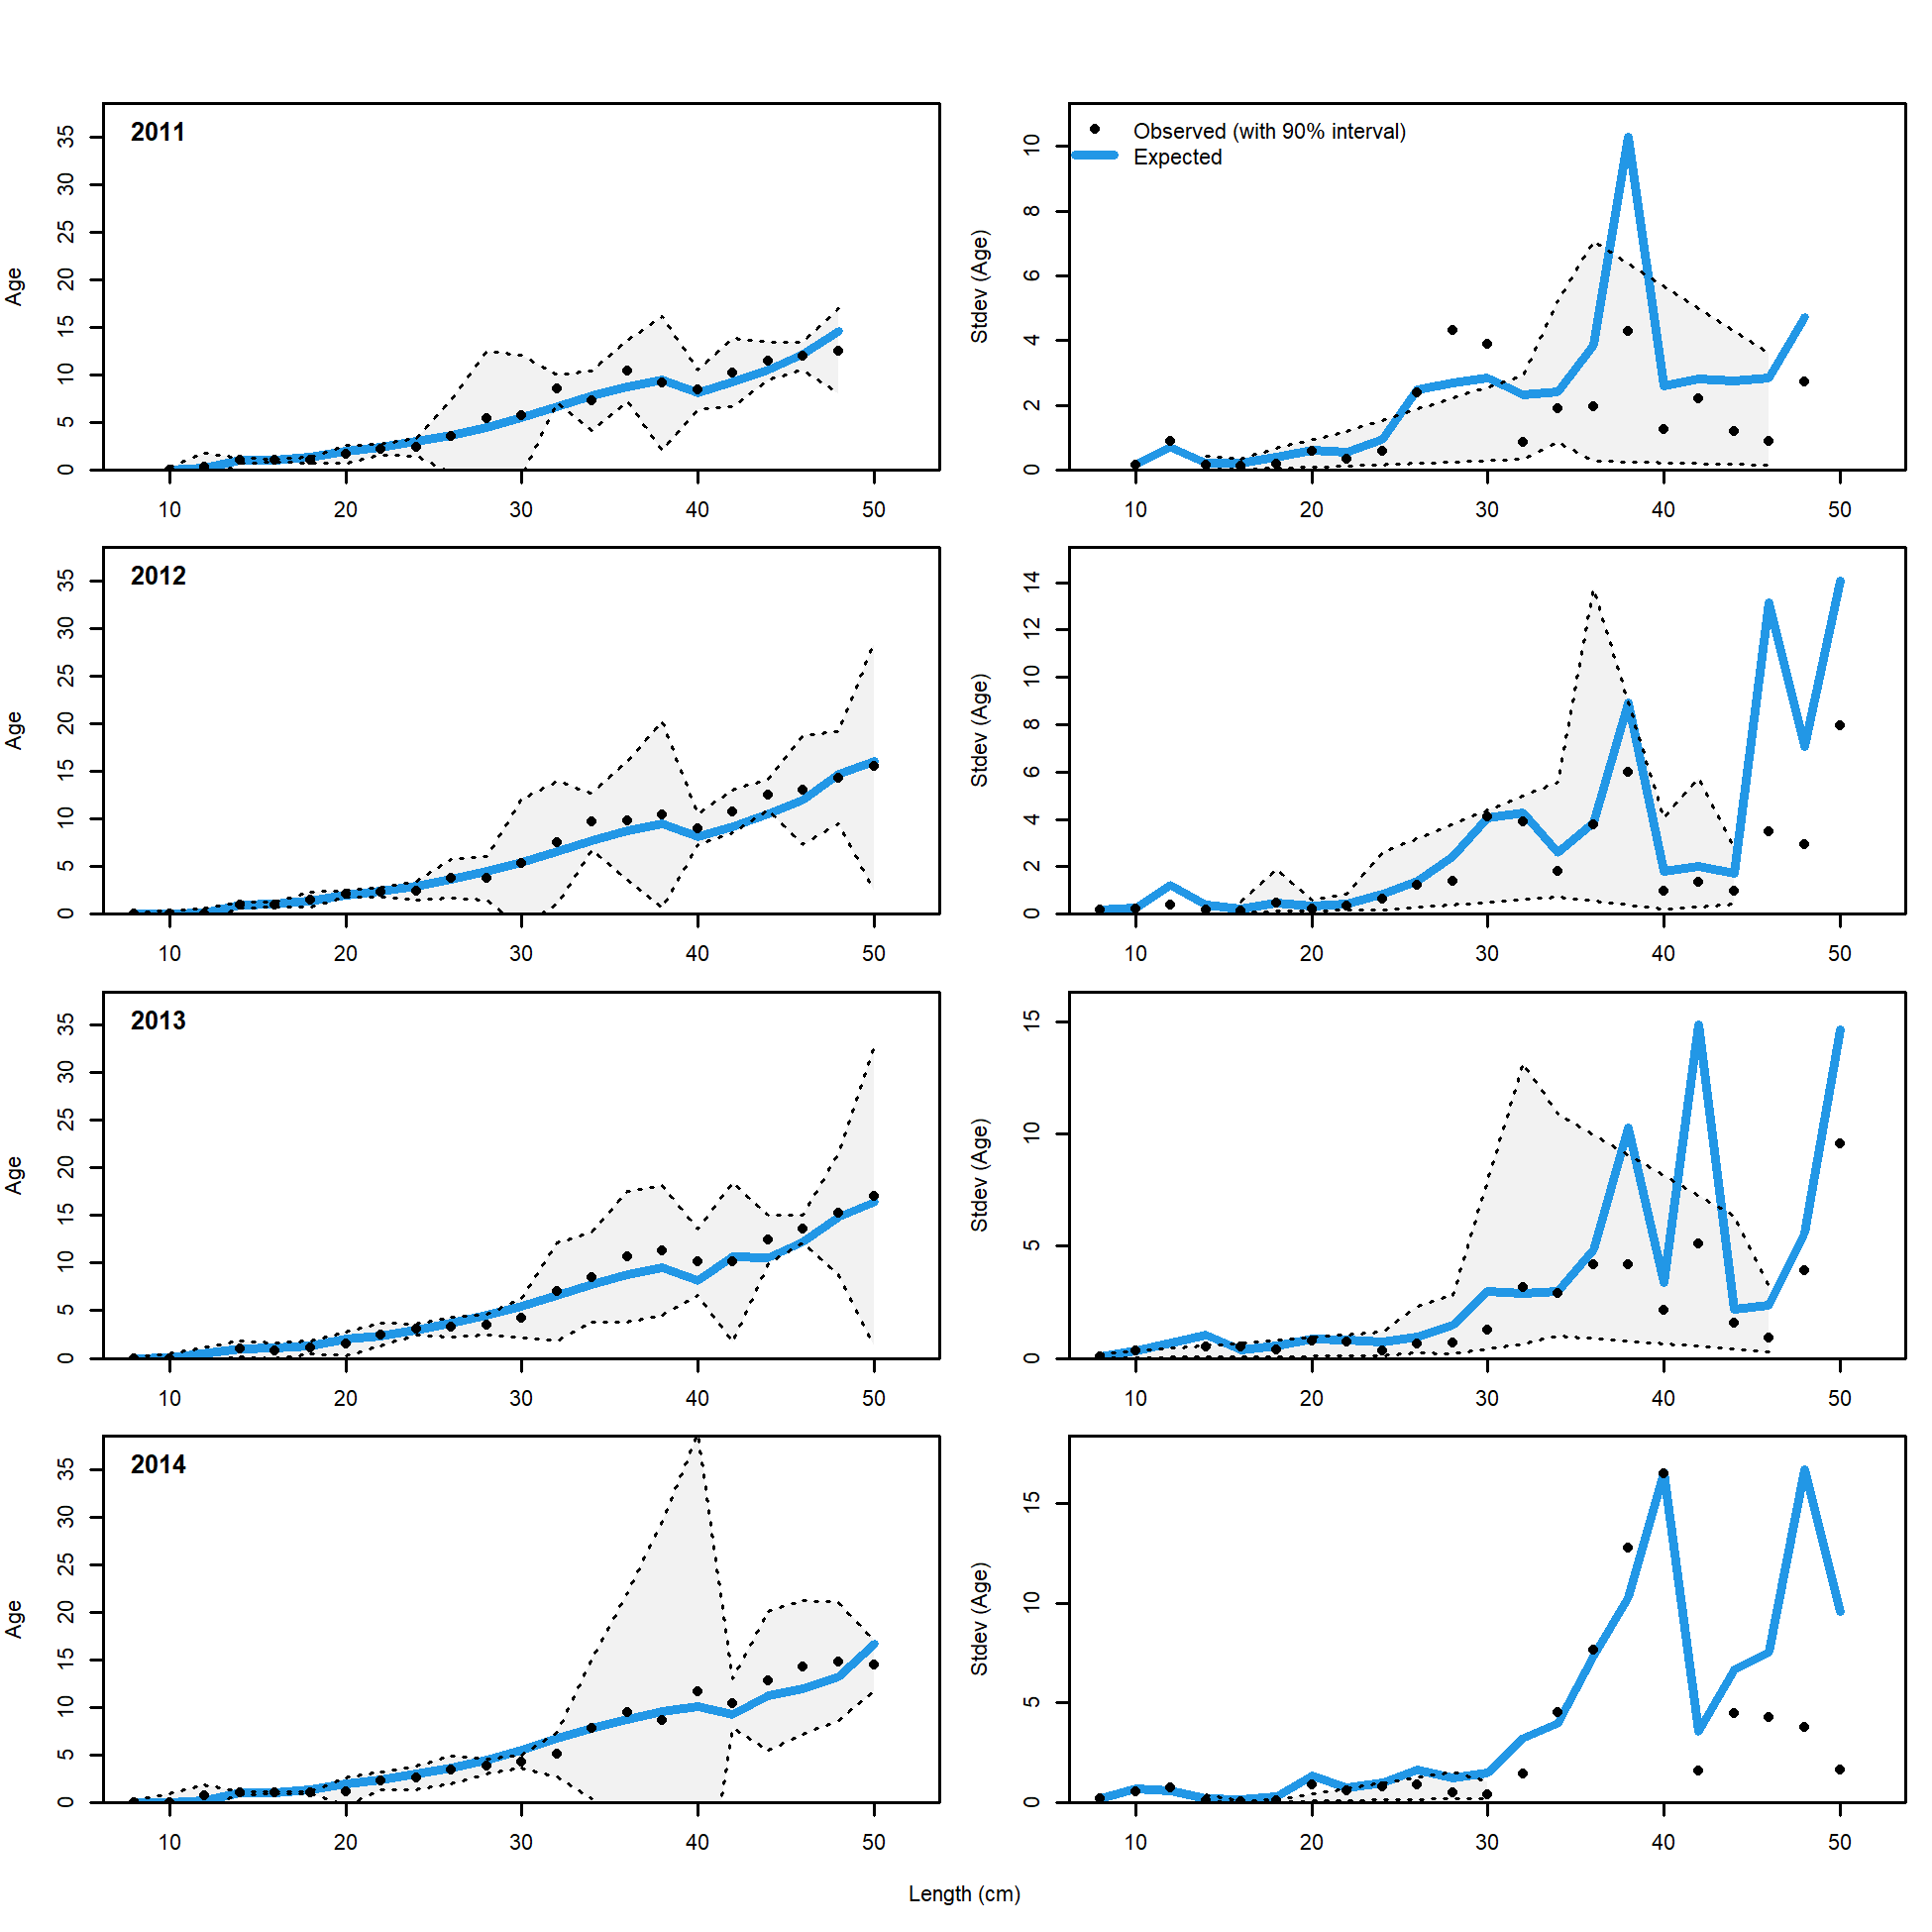 2011
Age
0 5 10 15 20 25 30 35
10 20 30 40 50
Observed (with 90% interval)
Expected
Stdev (Age)
0 2 4 6 8 10
10 20 30 40 50
2012
Age
0 5 10 15 20 25 30 35
10 20 30 40 50
Stdev (Age)
0 2 4 6 8 10 12 14
10 20 30 40 50
2013
Age
0 5 10 15 20 25 30 35
10 20 30 40 50
Stdev (Age)
0 5 10 15
10 20 30 40 50
2014
Age
0 5 10 15 20 25 30 35
10 20 30 40 50
Stdev (Age)
0 5 10 15
10 20 30 40 50
Length (cm)